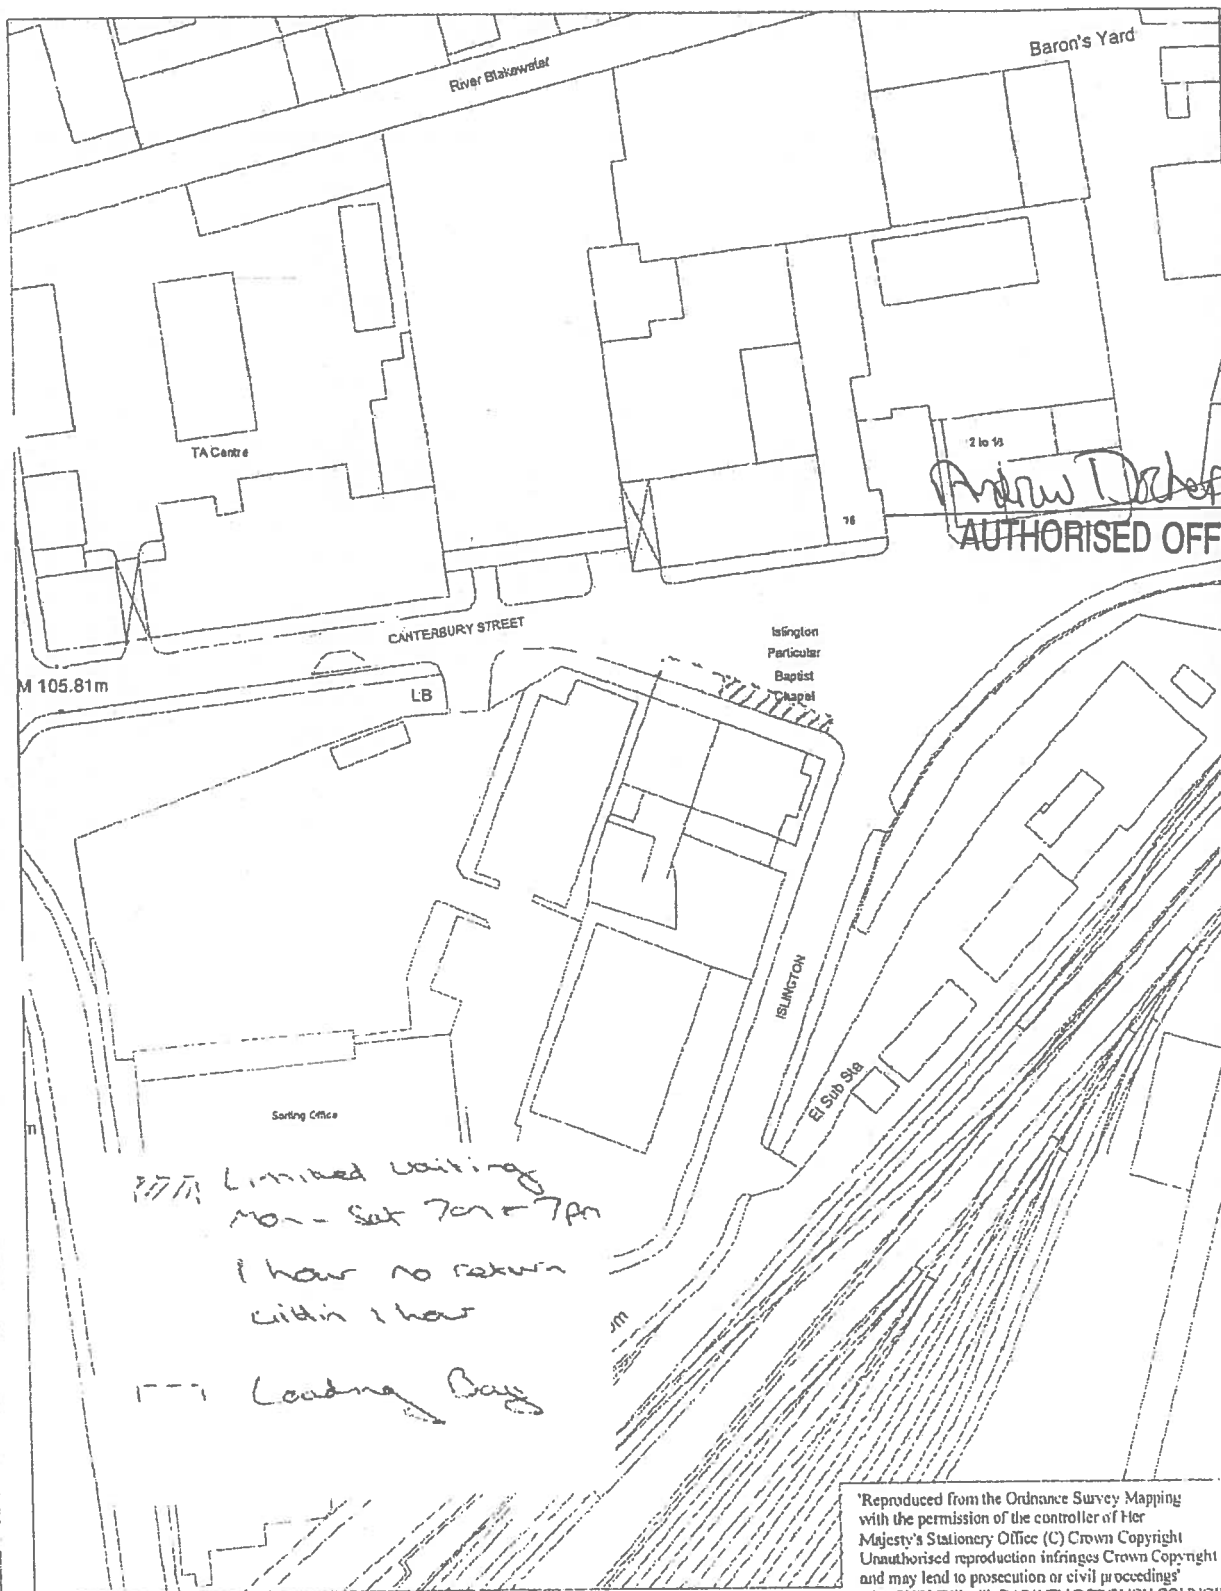 River Blakewater
Baron's Yard
TA Centre
2 to 18
Andrew
AUTHORISED OFF
76
CANTERBURY STREET
Islington
Particular
Baptist
Chapel
M 105.81m
LB
ISLINGTON
El Sub Sta
Sorting Office
m
Limited waiting
Mon - Sat 7am - 7pm
1 hour no return
within 1 hour
Loading Bay
'Reproduced from the Ordnance Survey Mapping
with the permission of the controller of Her
Majesty's Stationery Office (C) Crown Copyright
Unauthorised reproduction infringes Crown Copyright
and may lend to prosecution or civil proceedings'